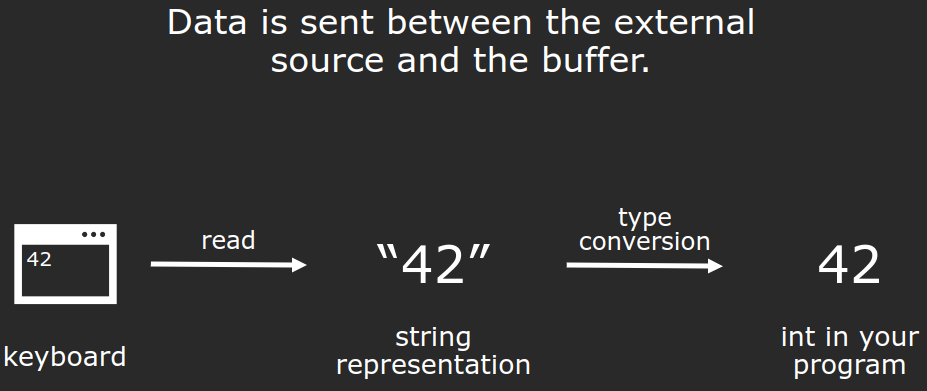 Data is sent between the external
source and the buffer.
42
keyboard
read
“42”
string
representation
type
conversion
42
int in your
program